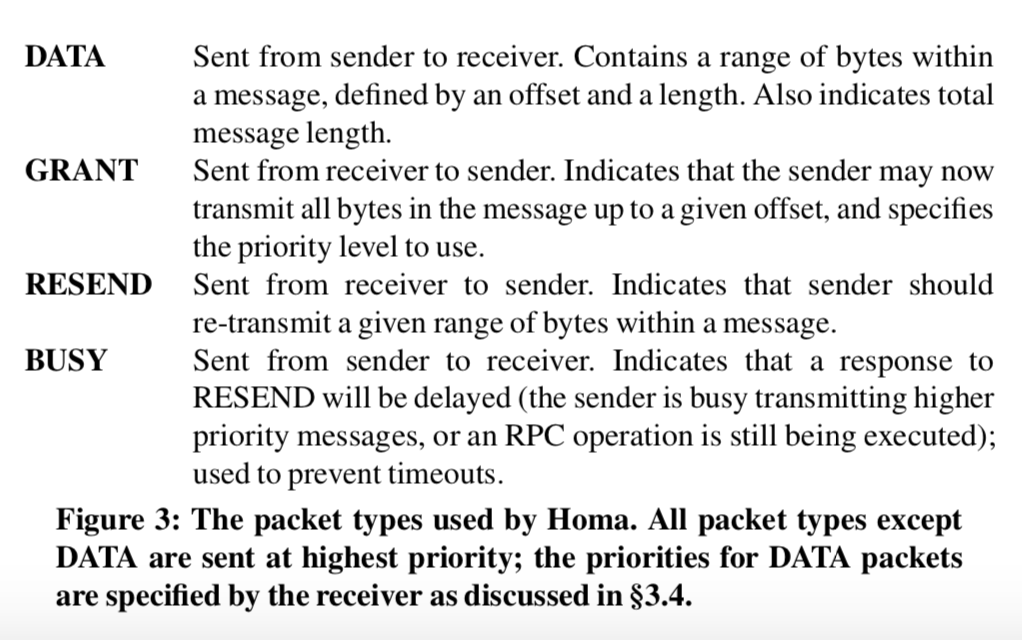 DATA Sent from sender to receiver. Contains a range of bytes within
a message, defined by an offset and a length. Also indicates total
message length.
GRANT Sent from receiver to sender. Indicates that the sender may now
transmit all bytes in the message up to a given offset, and specifies
the priority level to use.
RESEND Sent from receiver to sender. Indicates that sender should
re-transmit a given range of bytes within a message.
BUSY Sent from sender to receiver. Indicates that a response to
RESEND will be delayed (the sender is busy transmitting higher
priority messages, or an RPC operation is still being executed);
used to prevent timeouts.
Figure 3: The packet types used by Homa. All packet types except
DATA are sent at highest priority; the priorities for DATA packets
are specified by the receiver as discussed in §3.4.